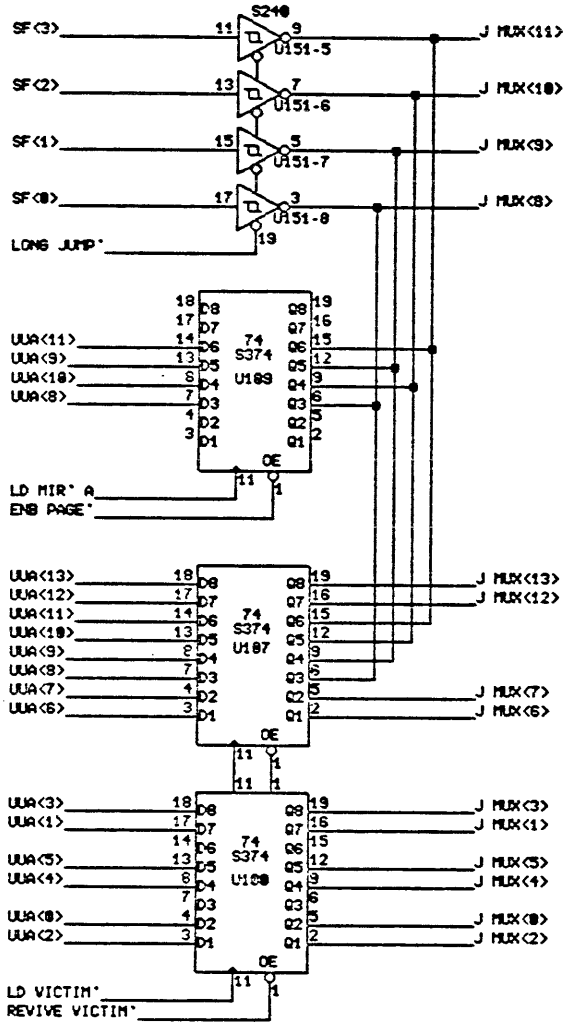 S240
SF<3> 11 9 J MUX<11>
U151-5
SF<2> 13 7 J MUX<10>
U151-6
SF<1> 15 5 J MUX<9>
U151-7
SF<0> 17 3 J MUX<8>
U151-8
LONG JUMP' 19
18 D8 Q8 19
17 D7 Q7 16
UUA<11> 14 D6 74 Q6 15
UUA<9> 13 D5 S374 Q5 12
UUA<10> 8 D4 U189 Q4 9
UUA<8> 7 D3 Q3 6
4 D2 Q2 5
3 D1 Q1 2
OE
11 1
LD MIR' A
ENB PAGE'
UUA<13> 18 D8 Q8 19 J MUX<13>
UUA<12> 17 D7 Q7 16 J MUX<12>
UUA<11> 14 D6 74 Q6 15
UUA<10> 13 D5 S374 Q5 12
UUA<9> 8 D4 U187 Q4 9
UUA<8> 7 D3 Q3 6
UUA<7> 4 D2 Q2 5 J MUX<7>
UUA<6> 3 D1 Q1 2 J MUX<6>
OE
11 1
11 1
UUA<3> 18 D8 Q8 19 J MUX<3>
UUA<1> 17 D7 Q7 16 J MUX<1>
14 D6 74 Q6 15
UUA<5> 13 D5 S374 Q5 12 J MUX<5>
UUA<4> 8 D4 U188 Q4 9 J MUX<4>
7 D3 Q3 6
UUA<0> 4 D2 Q2 5 J MUX<0>
UUA<2> 3 D1 Q1 2 J MUX<2>
OE
11 1
LD VICTIM'
REVIVE VICTIM'